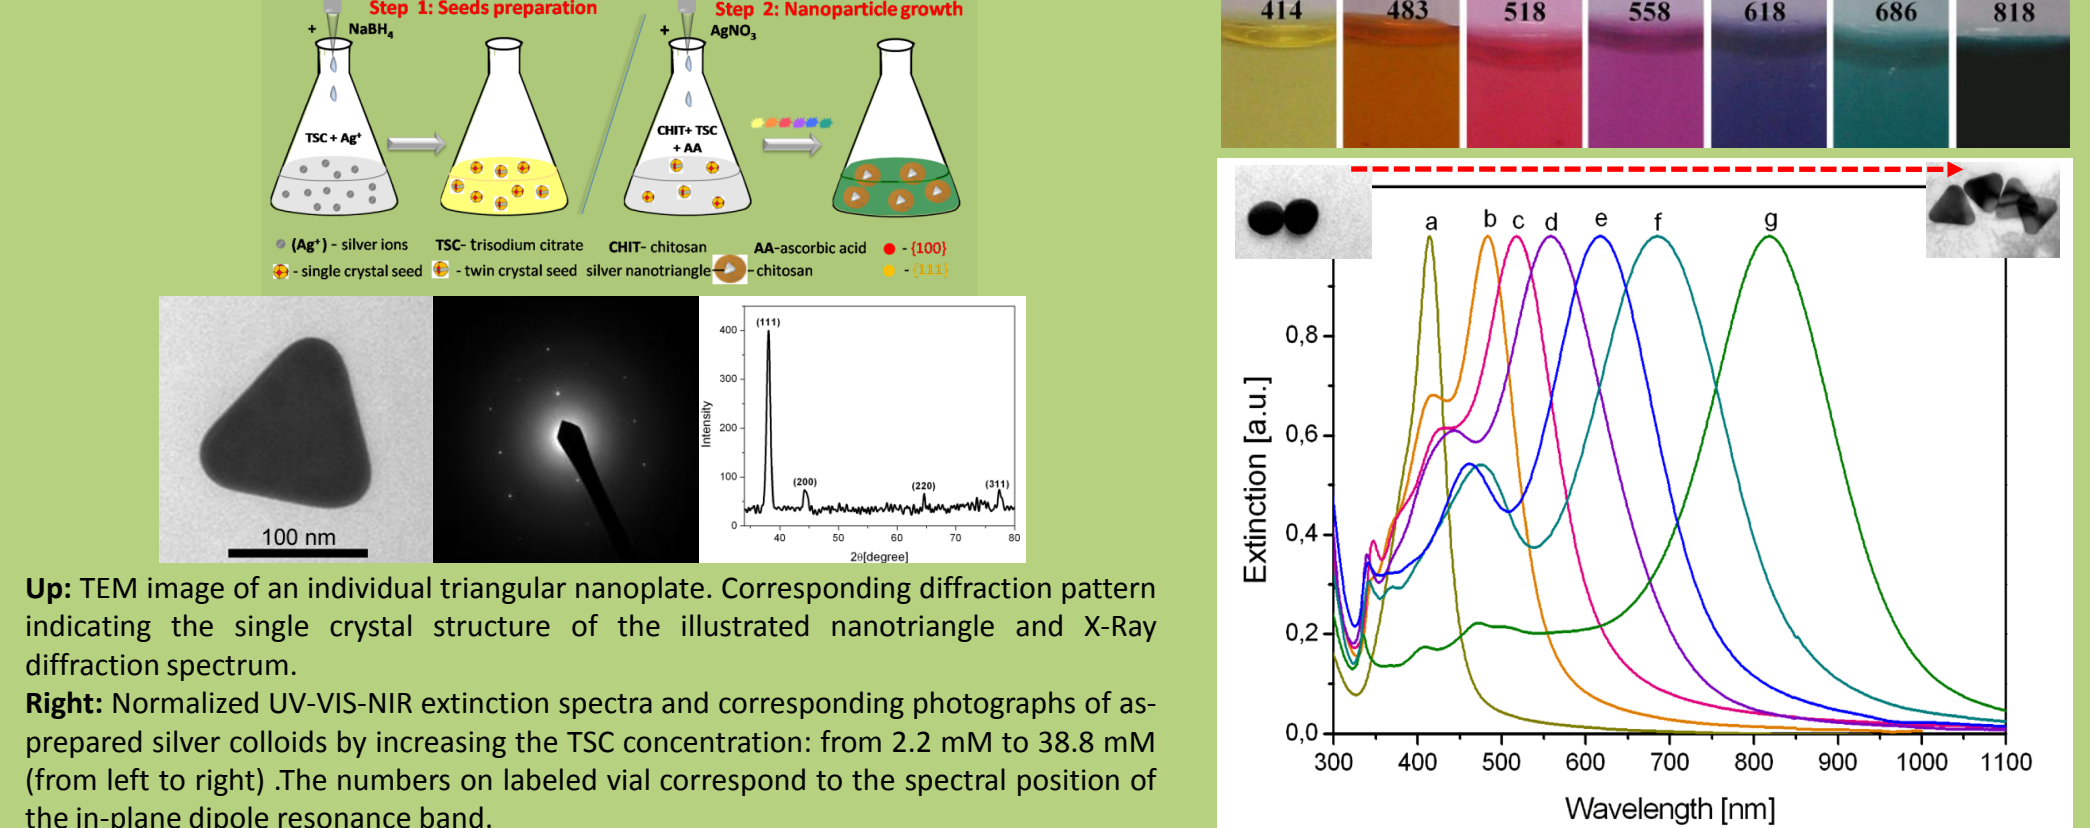 Step 1: Seeds preparation
Step 2: Nanoparticle growth
+ NaBH₄
+ AgNO₃
TSC + Ag⁺
CHIT+ TSC
+ AA
(Ag⁺) - silver ions TSC- trisodium citrate CHIT- chitosan AA-ascorbic acid - {100}
- single crystal seed - twin crystal seed silver nanotriangle - chitosan - {111}
100 nm
(111)
(200)
(220)
(311)
Intensity
400
300
200
100
0
40 50 60 70 80
2θ[degree]
Up: TEM image of an individual triangular nanoplate. Corresponding diffraction pattern
indicating the single crystal structure of the illustrated nanotriangle and X-Ray
diffraction spectrum.
Right: Normalized UV-VIS-NIR extinction spectra and corresponding photographs of as-
prepared silver colloids by increasing the TSC concentration: from 2.2 mM to 38.8 mM
(from left to right) .The numbers on labeled vial correspond to the spectral position of
the in-plane dipole resonance band.
414 483 518 558 618 686 818
a b c d e f g
Extinction [a.u.]
0,8
0,6
0,4
0,2
0,0
300 400 500 600 700 800 900 1000 1100
Wavelength [nm]